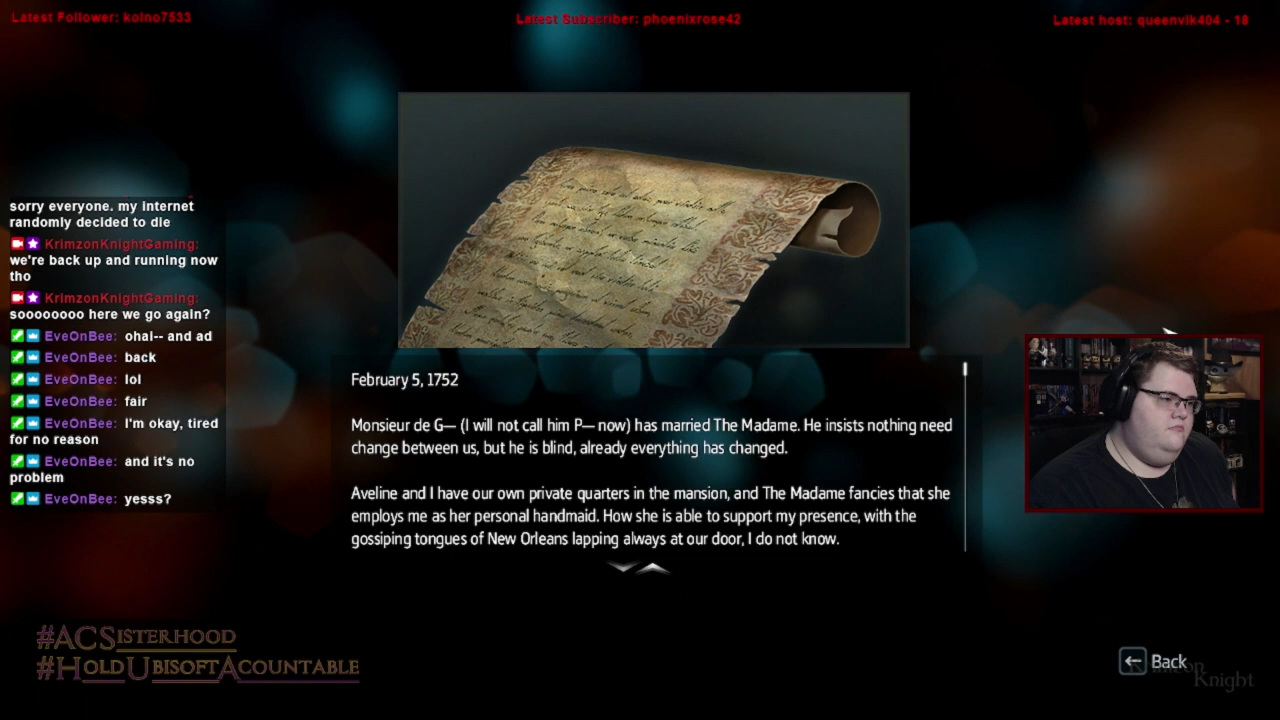 Latest Follower: kolno7533
Latest Subscriber: phoenixrose42
Latest host: queenvik404 - 18
sorry everyone. my internet
randomly decided to die
KrimzonKnightGaming:
we're back up and running now
tho
KrimzonKnightGaming:
soooooooo here we go again?
EveOnBee: ohai-- and ad
EveOnBee: back
EveOnBee: lol
EveOnBee: fair
EveOnBee: I'm okay, tired
for no reason
EveOnBee: and it's no
problem
EveOnBee: yesss?
February 5, 1752
Monsieur de G— (I will not call him P— now) has married The Madame. He insists nothing need
change between us, but he is blind, already everything has changed.
Aveline and I have our own private quarters in the mansion, and The Madame fancies that she
employs me as her personal handmaid. How she is able to support my presence, with the
gossiping tongues of New Orleans lapping always at our door, I do not know.
#ACSisterhood
#HoldUbisoftAcountable
Back
Knight